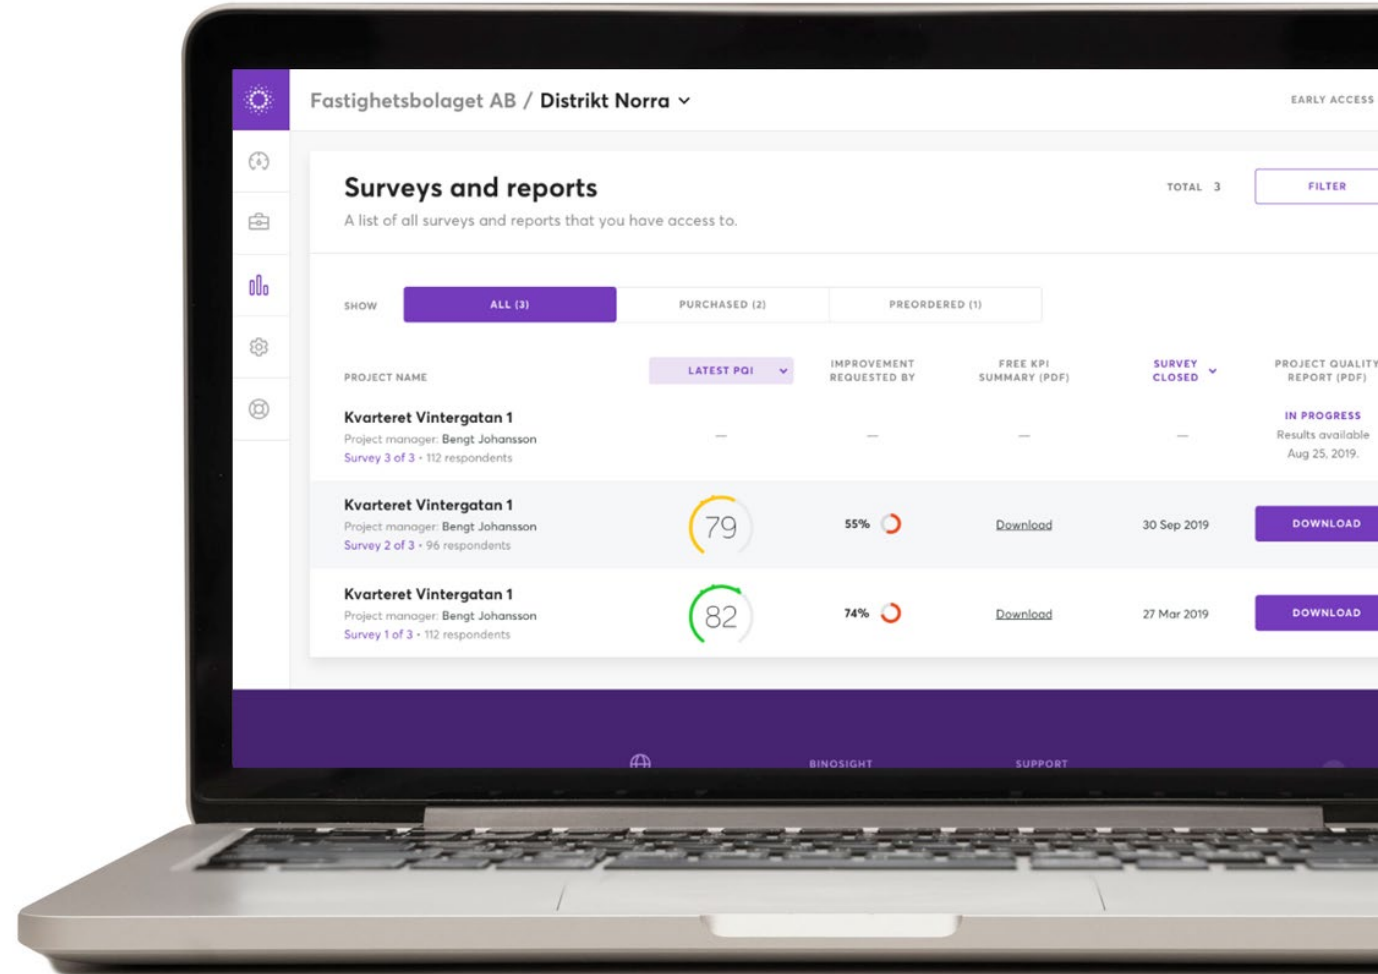 Fastighetsbolaget AB / Distrikt Norra
EARLY ACCESS
Surveys and reports
TOTAL 3
FILTER
A list of all surveys and reports that you have access to.
SHOW
ALL (3)
PURCHASED (2)
PREORDERED (1)
PROJECT NAME
LATEST PQI
IMPROVEMENT
REQUESTED BY
FREE KPI
SUMMARY (PDF)
SURVEY
CLOSED
PROJECT QUALITY
REPORT (PDF)
Kvarteret Vintergatan 1
Project manager: Bengt Johansson
Survey 3 of 3 • 112 respondents
—
—
—
—
IN PROGRESS
Results available
Aug 25, 2019.
Kvarteret Vintergatan 1
Project manager: Bengt Johansson
Survey 2 of 3 • 96 respondents
79
55%
Download
30 Sep 2019
DOWNLOAD
Kvarteret Vintergatan 1
Project manager: Bengt Johansson
Survey 1 of 3 • 112 respondents
82
74%
Download
27 Mar 2019
DOWNLOAD
BINOSIGHT
SUPPORT